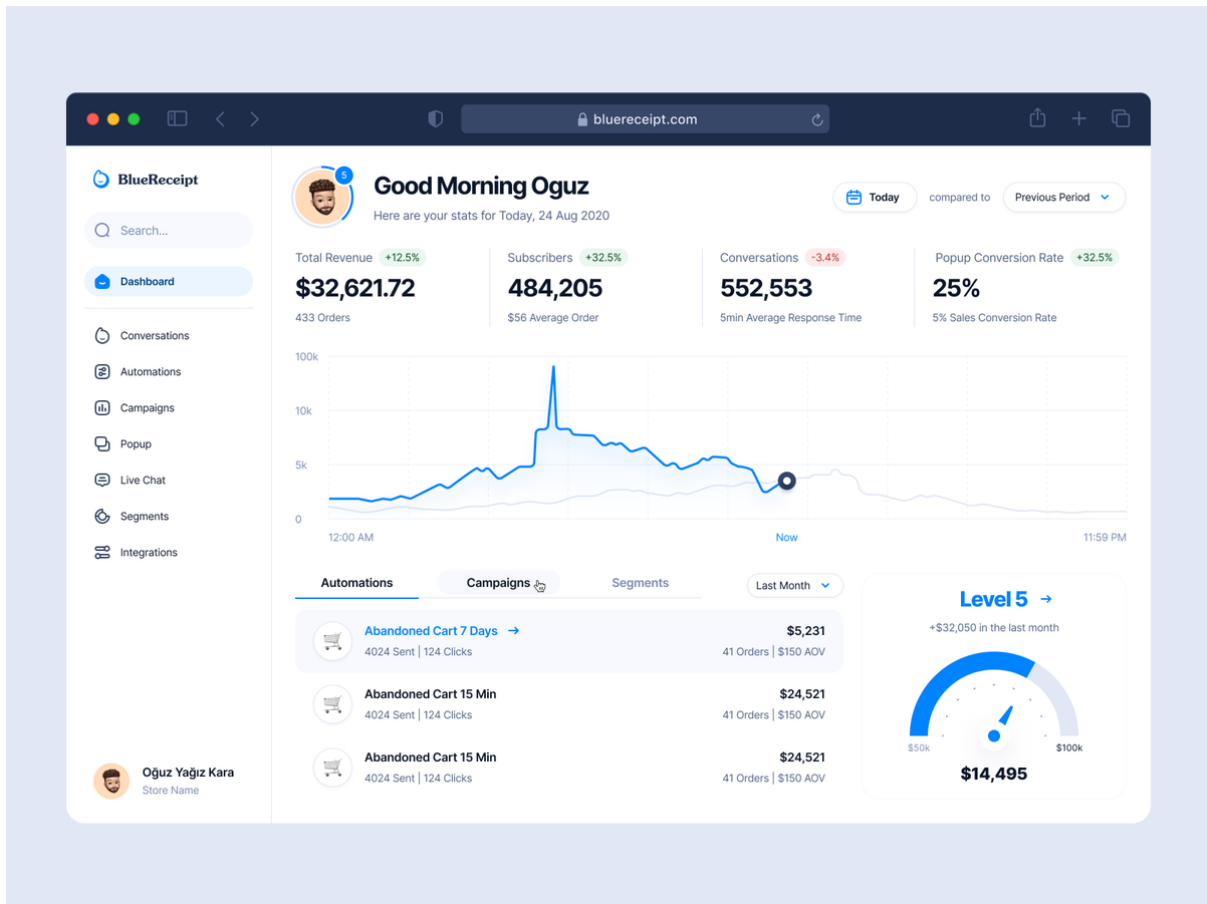 bluereceipt.com
BlueReceipt
Search...
Dashboard
Conversations
Automations
Campaigns
Popup
Live Chat
Segments
Integrations
Oğuz Yağız Kara
Store Name
5
Good Morning Oguz
Here are your stats for Today, 24 Aug 2020
Today compared to Previous Period
Total Revenue +12.5%
$32,621.72
433 Orders
Subscribers +32.5%
484,205
$56 Average Order
Conversations -3.4%
552,553
5min Average Response Time
Popup Conversion Rate +32.5%
25%
5% Sales Conversion Rate
100k
10k
5k
0
12:00 AM Now 11:59 PM
Automations Campaigns Segments Last Month
Abandoned Cart 7 Days → $5,231
4024 Sent | 124 Clicks 41 Orders | $150 AOV
Abandoned Cart 15 Min $24,521
4024 Sent | 124 Clicks 41 Orders | $150 AOV
Abandoned Cart 15 Min $24,521
4024 Sent | 124 Clicks 41 Orders | $150 AOV
Level 5 →
+$32,050 in the last month
$50k $100k
$14,495